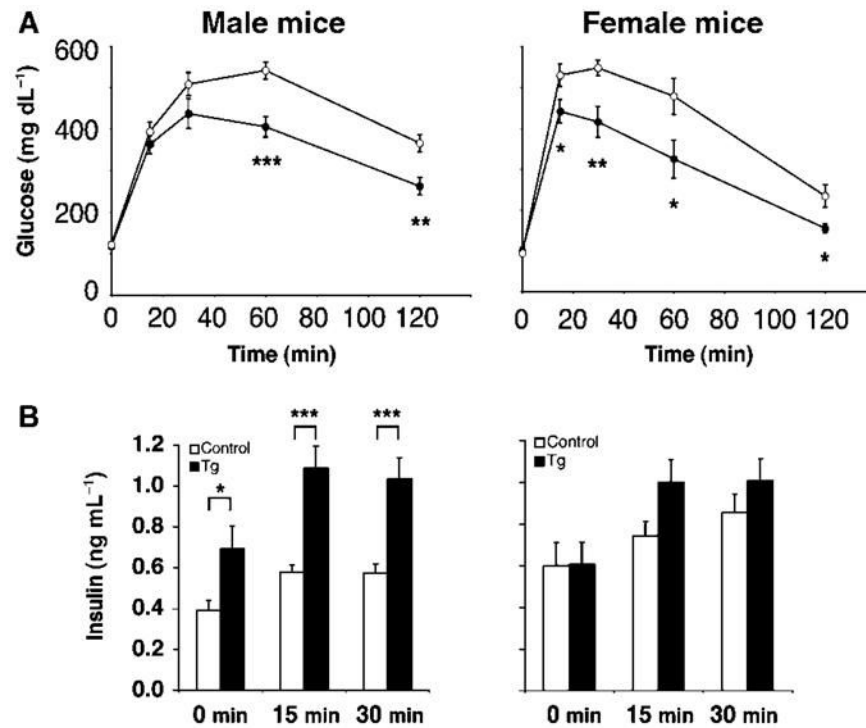 A
Male mice
Female mice
Glucose (mg dL⁻¹)
600
400
200
0
***
**
0 20 40 60 80 100 120
Time (min)
*
**
*
*
0 20 40 60 80 100 120
Time (min)
B
Insulin (ng mL⁻¹)
1.2
1.0
0.8
0.6
0.4
0.2
0.0
Control
Tg
*
***
***
0 min 15 min 30 min
Control
Tg
0 min 15 min 30 min